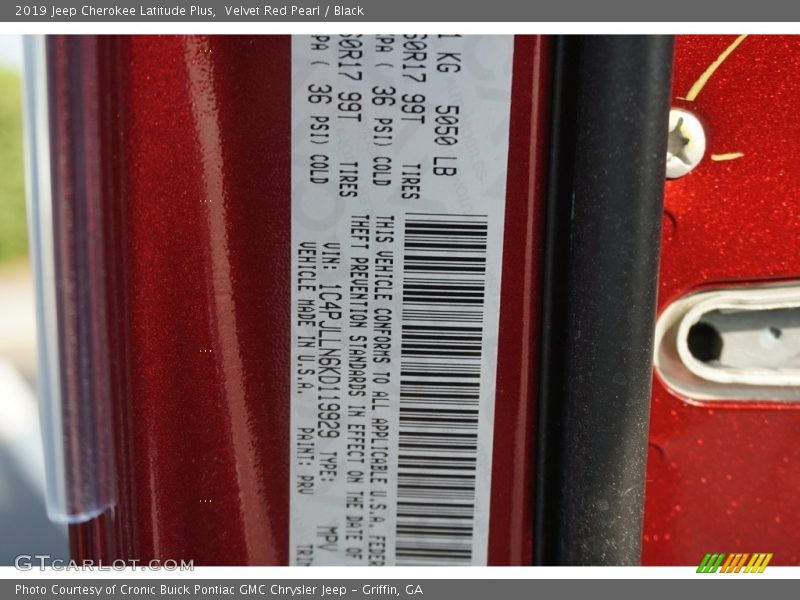 2019 Jeep Cherokee Latitude Plus,  Velvet Red Pearl / Black
1 KG  5050 LB
60R17 99T  TIRES
KPA ( 36 PSI) COLD
60R17 99T  TIRES
PA ( 36 PSI) COLD
THIS VEHICLE CONFORMS TO ALL APPLICABLE U.S.A. FEDER
THEFT PREVENTION STANDARDS IN EFFECT ON THE DATE OF
VIN: 1C4PJLLN6KD119929  TYPE:  MPV
VEHICLE MADE IN U.S.A.  PAINT: PRV  TRIM
GTCarLot.com
Photo Courtesy of Cronic Buick Pontiac GMC Chrysler Jeep – Griffin, GA